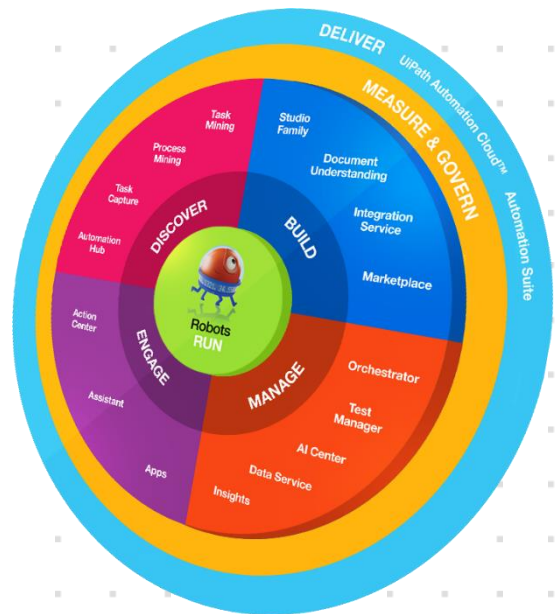 DELIVER
UiPath Automation Cloud™
Automation Suite
MEASURE & GOVERN
DISCOVER
Task
Mining
Process
Mining
Task
Capture
Automation
Hub
BUILD
Studio
Family
Document
Understanding
Integration
Service
Marketplace
Robots
RUN
ENGAGE
Action
Center
Assistant
Apps
MANAGE
Orchestrator
Test
Manager
AI Center
Data Service
Insights